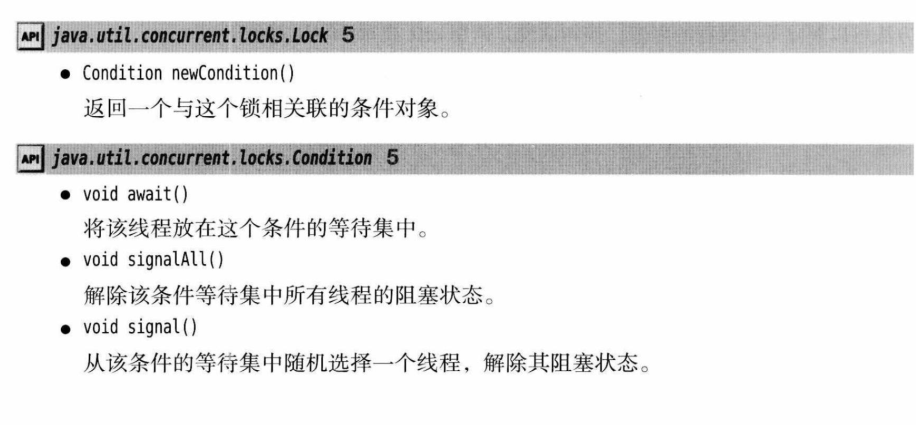 API java.util.concurrent.locks.Lock 5
● Condition newCondition()
返回一个与这个锁相关联的条件对象。
API java.util.concurrent.locks.Condition 5
● void await()
将该线程放在这个条件的等待集中。
● void signalAll()
解除该条件等待集中所有线程的阻塞状态。
● void signal()
从该条件的等待集中随机选择一个线程，解除其阻塞状态。